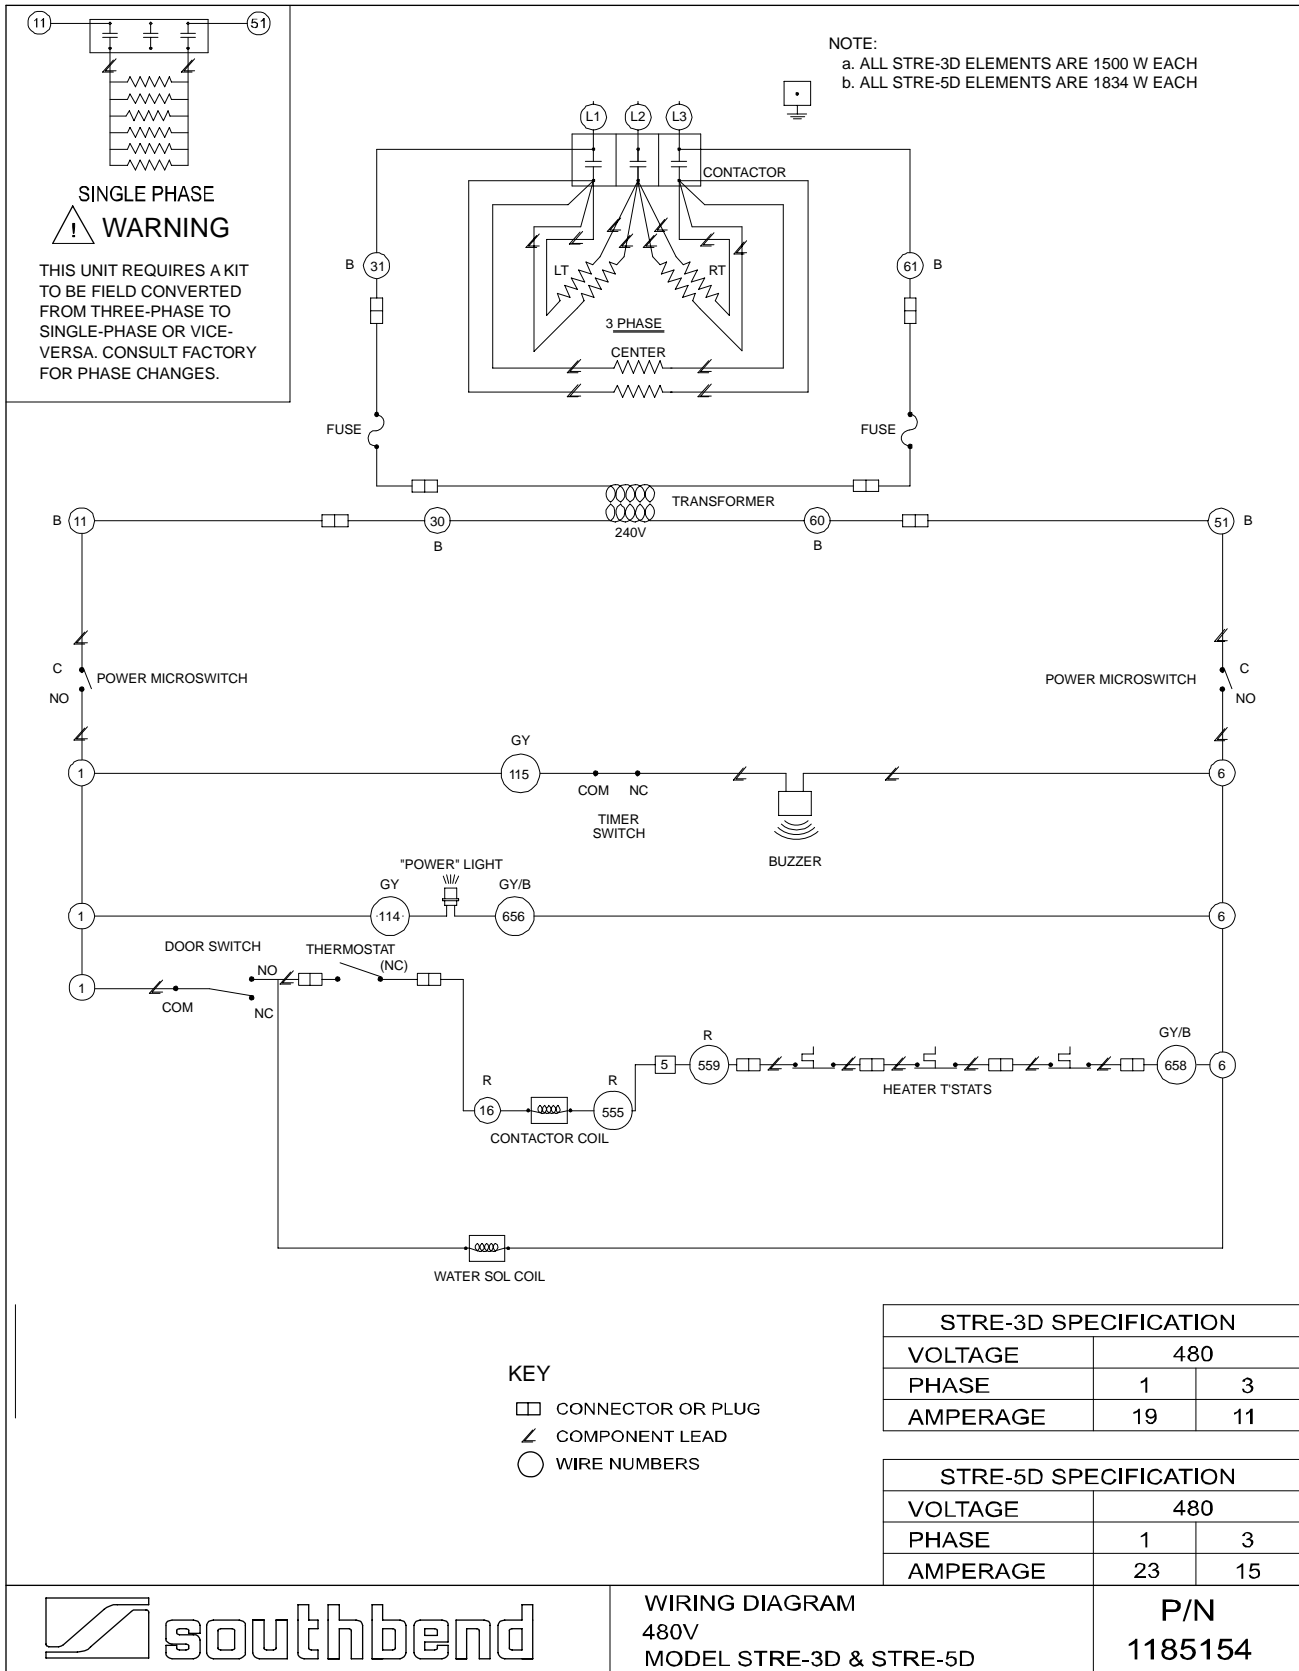 11
51
SINGLE PHASE
! WARNING
THIS UNIT REQUIRES A KIT
TO BE FIELD CONVERTED
FROM THREE-PHASE TO
SINGLE-PHASE OR VICE-
VERSA. CONSULT FACTORY
FOR PHASE CHANGES.
NOTE:
a. ALL STRE-3D ELEMENTS ARE 1500 W EACH
b. ALL STRE-5D ELEMENTS ARE 1834 W EACH
L1 L2 L3
CONTACTOR
B 31
LT
RT
61 B
3 PHASE
CENTER
FUSE
FUSE
TRANSFORMER
B 11
30
B
240V
60
B
51 B
C
NO
POWER MICROSWITCH
POWER MICROSWITCH
C
NO
GY
1
115
COM NC
TIMER
SWITCH
BUZZER
6
"POWER" LIGHT
GY
GY/B
1
114
656
6
DOOR SWITCH
THERMOSTAT
(NC)
NO
1
COM
NC
R
GY/B
5
559
658
6
HEATER T'STATS
R
R
16
555
CONTACTOR COIL
WATER SOL COIL
KEY
CONNECTOR OR PLUG
COMPONENT LEAD
WIRE NUMBERS
STRE-3D SPECIFICATION
VOLTAGE 480
PHASE 1 3
AMPERAGE 19 11
STRE-5D SPECIFICATION
VOLTAGE 480
PHASE 1 3
AMPERAGE 23 15
southbend
WIRING DIAGRAM
480V
MODEL STRE-3D & STRE-5D
P/N
1185154